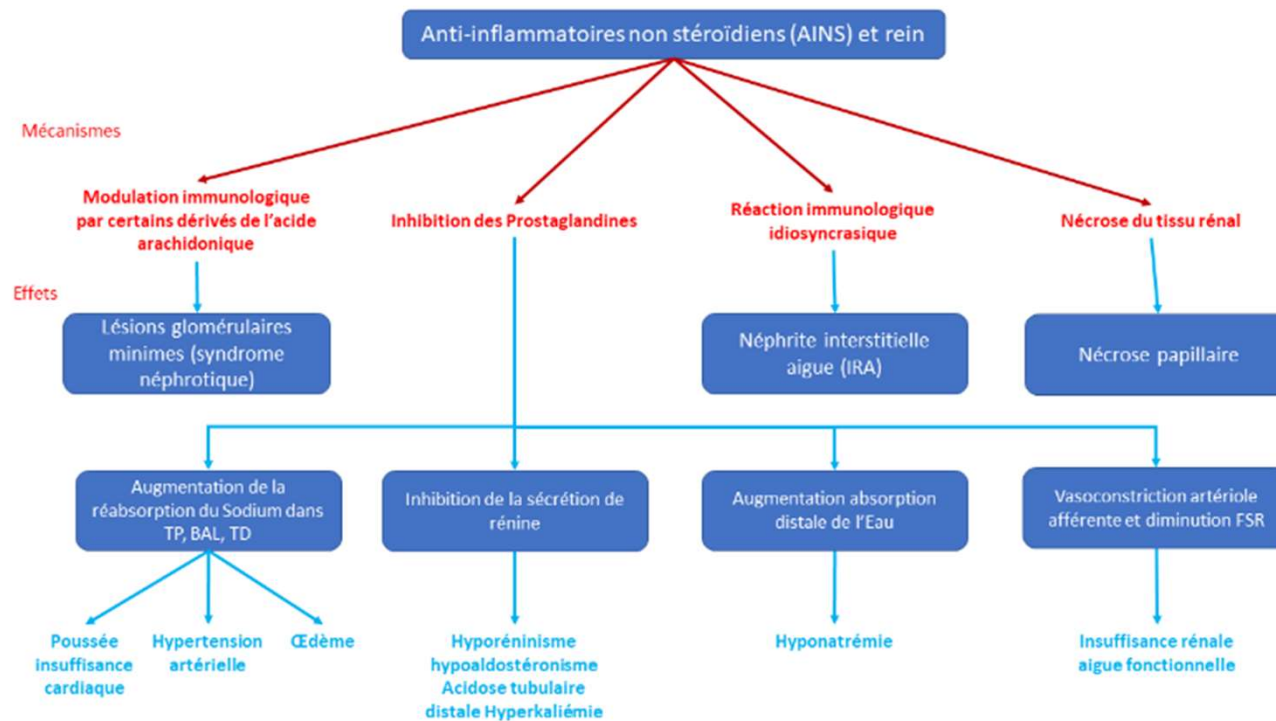 Anti-inflammatoires non stéroïdiens (AINS) et rein
Mécanismes
Modulation immunologique
par certains dérivés de l'acide
arachidonique
Inhibition des Prostaglandines
Réaction immunologique
idiosyncrasique
Nécrose du tissu rénal
Effets
Lésions glomérulaires
minimes (syndrome
néphrotique)
Néphrite interstitielle
aigue (IRA)
Nécrose papillaire
Augmentation de la
réabsorption du Sodium dans
TP, BAL, TD
Inhibition de la sécrétion de
rénine
Augmentation absorption
distale de l'Eau
Vasoconstriction artériole
afférente et diminution FSR
Poussée
insuffisance
cardiaque
Hypertension
artérielle
Œdème
Hyporéninisme
hypoaldostéronisme
Acidose tubulaire
distale Hyperkaliémie
Hyponatrémie
Insuffisance rénale
aigue fonctionnelle